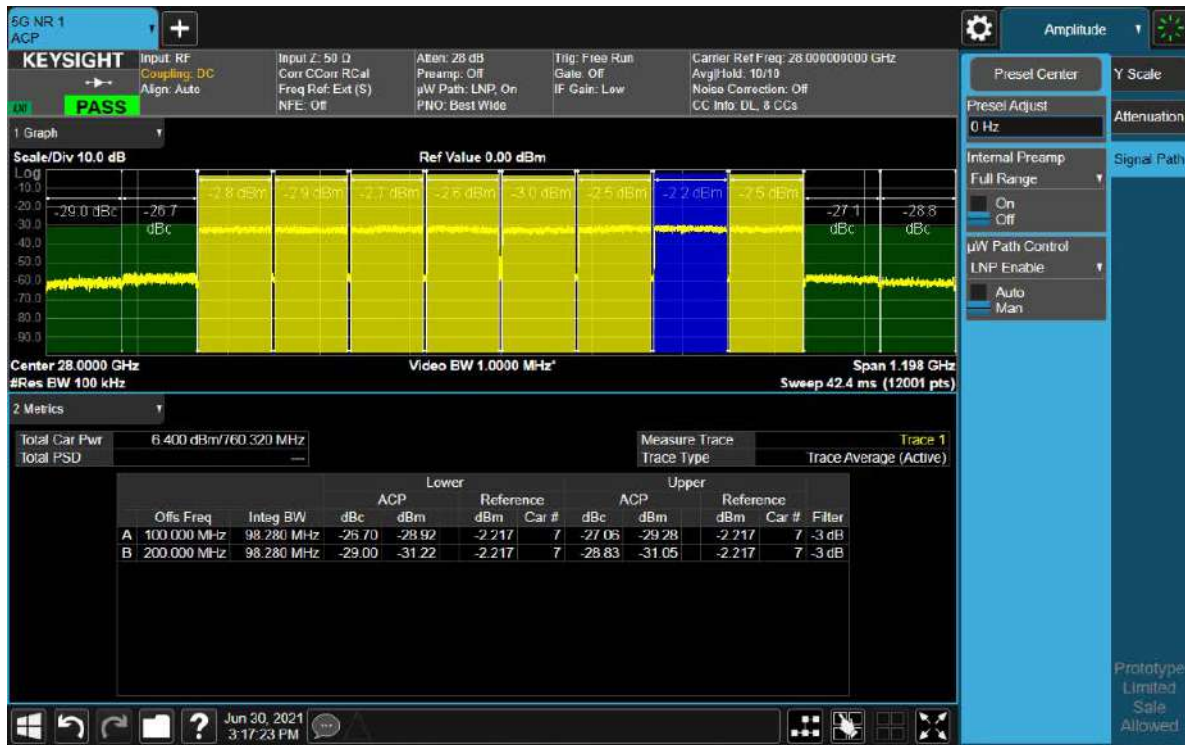 5G NR 1
ACP
Amplitude
KEYSIGHT
PASS
Input: RF
Coupling: DC
Align: Auto
Input Z: 50 Ω
Corr CCorr RCal
Freq Ref: Ext (S)
NFE: Off
Atten: 28 dB
Preamp: Off
µW Path: LNP, On
PNO: Best Wide
Trig: Free Run
Gate: Off
IF Gain: Low
Carrier Ref Freq: 28.000000000 GHz
Avg|Hold: 10/10
Noise Correction: Off
CC Info: DL, 8 CCs
1 Graph
Scale/Div 10.0 dB Ref Value 0.00 dBm
Log
-10.0
-20.0
-30.0
-40.0
-50.0
-60.0
-70.0
-80.0
-90.0
-29.0 dBc
-26.7
dBc
-2.8 dBm -2.9 dBm -2.7 dBm -2.6 dBm -3.0 dBm -2.5 dBm -2.2 dBm -2.5 dBm
-27.1
dBc
-28.8
dBc
Center 28.0000 GHz Video BW 1.0000 MHz* Span 1.198 GHz
#Res BW 100 kHz Sweep 42.4 ms (12001 pts)
2 Metrics
Total Car Pwr 6.400 dBm/760.320 MHz
Total PSD ---
Measure Trace Trace 1
Trace Type Trace Average (Active)
Lower Upper
ACP Reference ACP Reference
Offs Freq Integ BW dBc dBm dBm Car # dBc dBm dBm Car # Filter
A 100.000 MHz 98.280 MHz -26.70 -28.92 -2.217 7 -27.06 -29.28 -2.217 7 -3 dB
B 200.000 MHz 98.280 MHz -29.00 -31.22 -2.217 7 -28.83 -31.05 -2.217 7 -3 dB
Presel Center
Presel Adjust
0 Hz
Internal Preamp
Full Range
On
Off
µW Path Control
LNP Enable
Auto
Man
Y Scale
Attenuation
Signal Path
Prototype
Limited
Sale
Allowed
?
Jun 30, 2021
3:17:23 PM